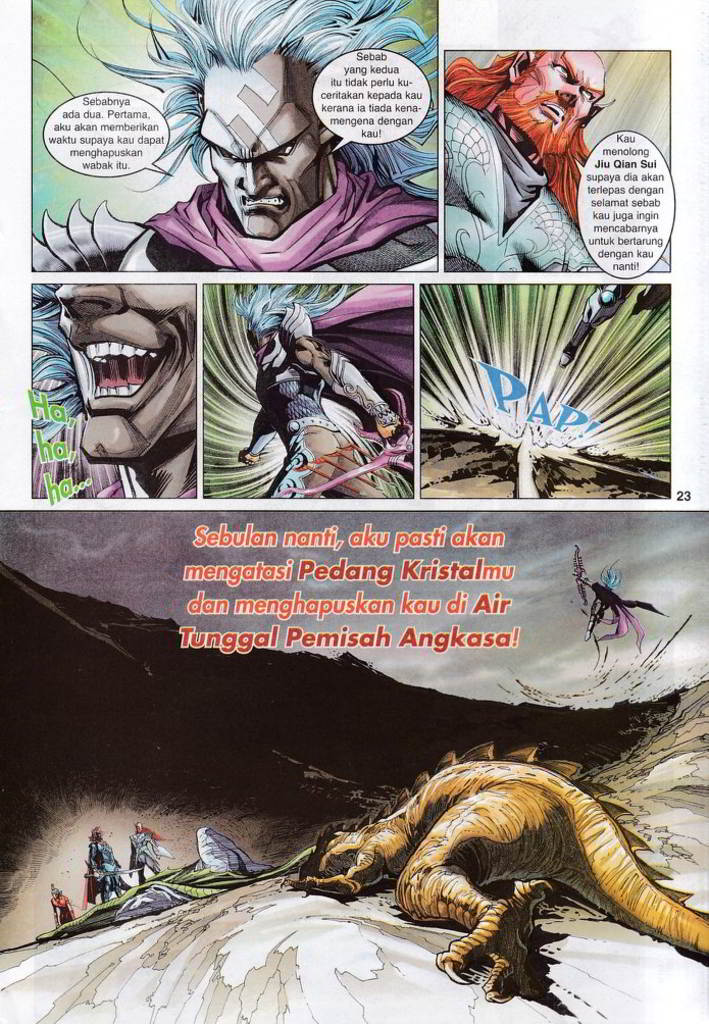 Sebabnya
ada dua. Pertama,
aku akan memberikan
waktu supaya kau dapat
menghapuskan
wabak itu.
Sebab
yang kedua
itu tidak perlu ku-
ceritakan kepada kau
kerana ia tiada kena-
mengena dengan
kau!
Kau
menolong
Jiu Qian Sui
supaya dia akan
terlepas dengan
selamat sebab
kau juga ingin
mencabarnya
untuk bertarung
dengan kau
nanti!
Ha,
ha,
ha...
PAP!
23
Sebulan nanti, aku pasti akan
mengatasi Pedang Kristalmu
dan menghapuskan kau di Air
Tunggal Pemisah Angkasa!